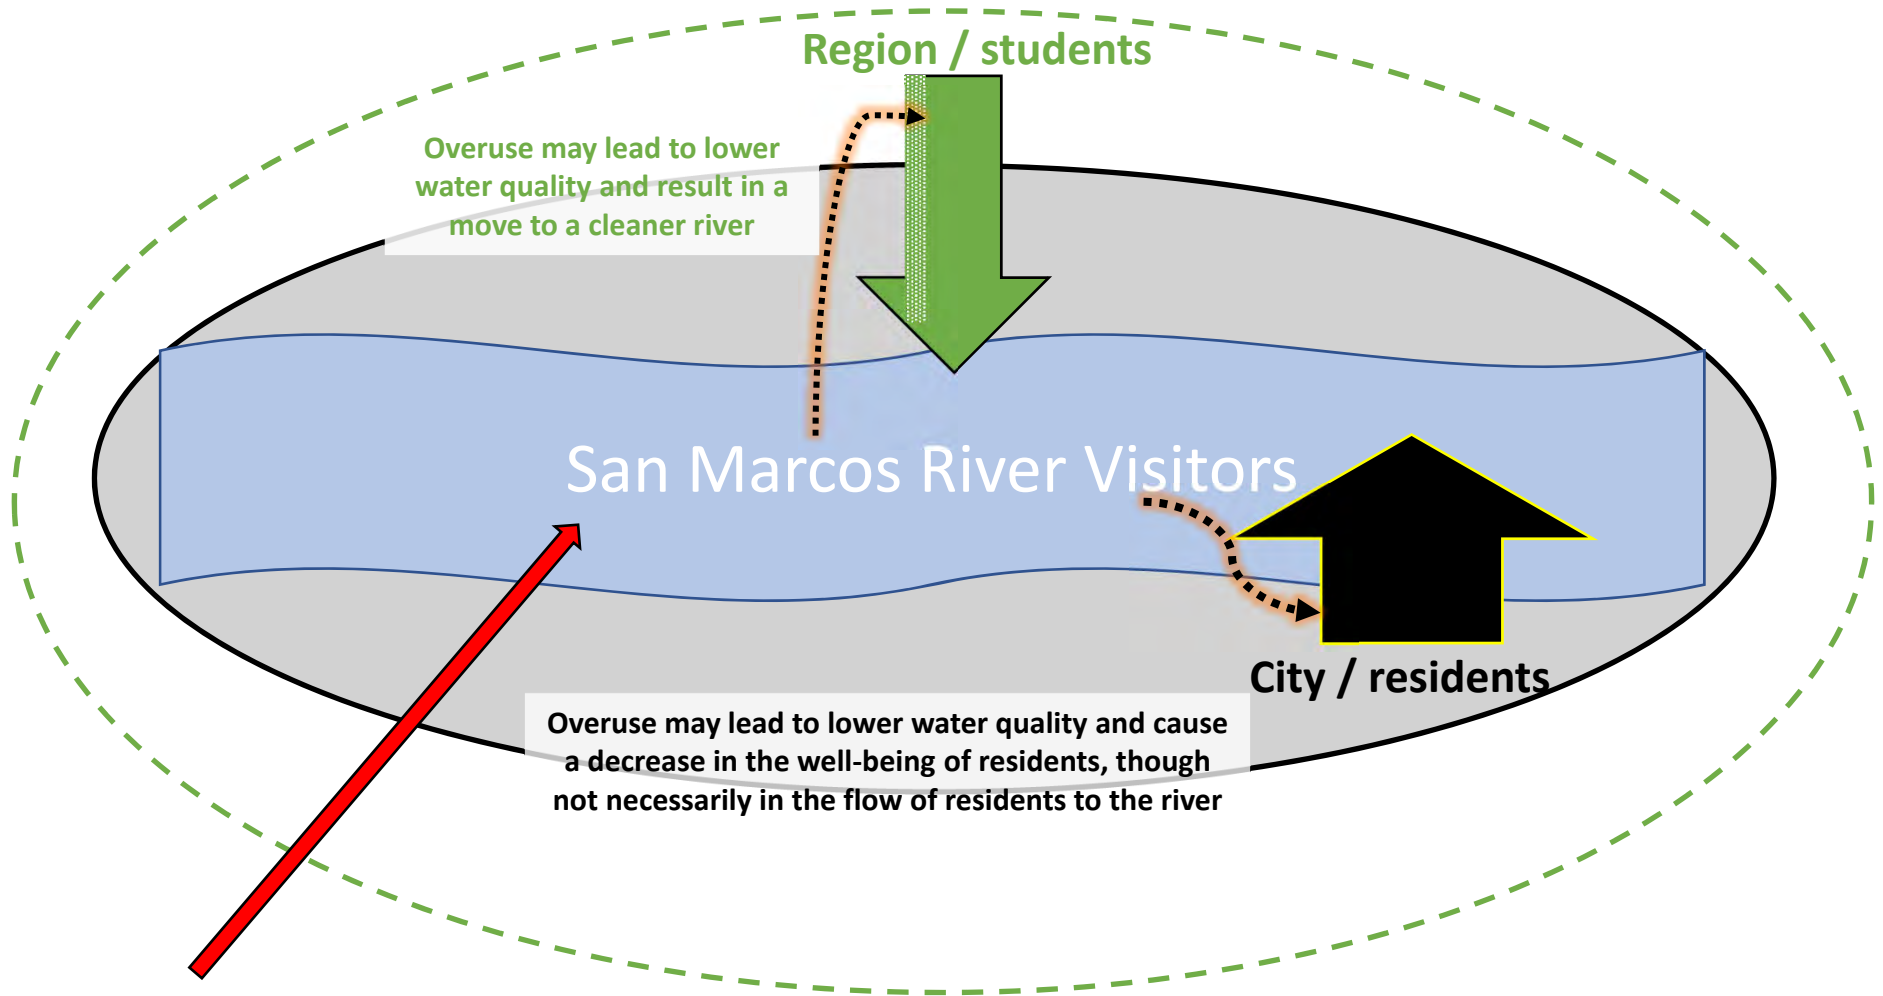 Region / students
Overuse may lead to lower
water quality and result in a
move to a cleaner river
San Marcos River Visitors
City / residents
Overuse may lead to lower water quality and cause
a decrease in the well-being of residents, though
not necessarily in the flow of residents to the river